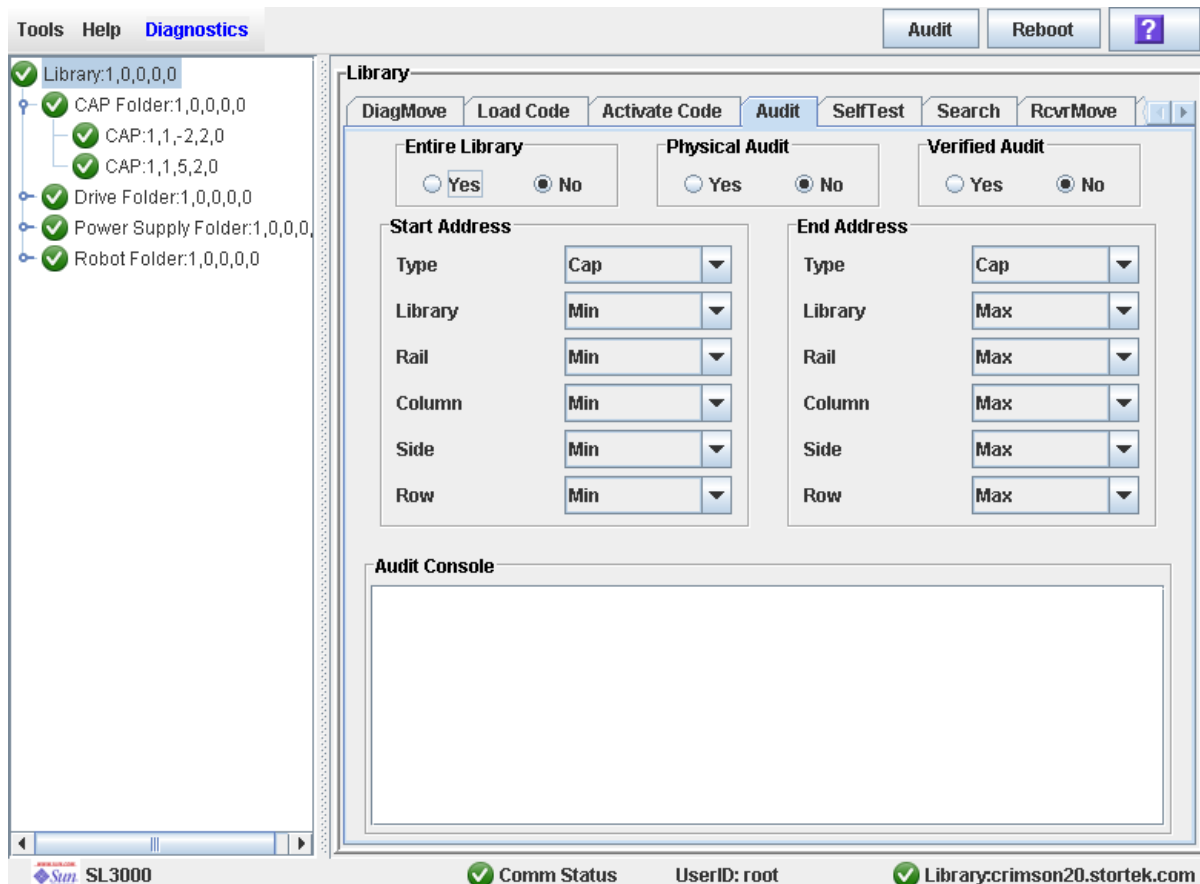 Tools Help Diagnostics
Audit Reboot ?
Library:1,0,0,0,0
CAP Folder:1,0,0,0,0
CAP:1,1,-2,2,0
CAP:1,1,5,2,0
Drive Folder:1,0,0,0,0
Power Supply Folder:1,0,0,0,
Robot Folder:1,0,0,0,0
Library
DiagMove Load Code Activate Code Audit SelfTest Search RcvrMove
Entire Library Physical Audit Verified Audit
Yes No Yes No Yes No
Start Address
Type Cap
Library Min
Rail Min
Column Min
Side Min
Row Min
End Address
Type Cap
Library Max
Rail Max
Column Max
Side Max
Row Max
Audit Console
Sun SL3000 Comm Status UserID: root Library:crimson20.stortek.com